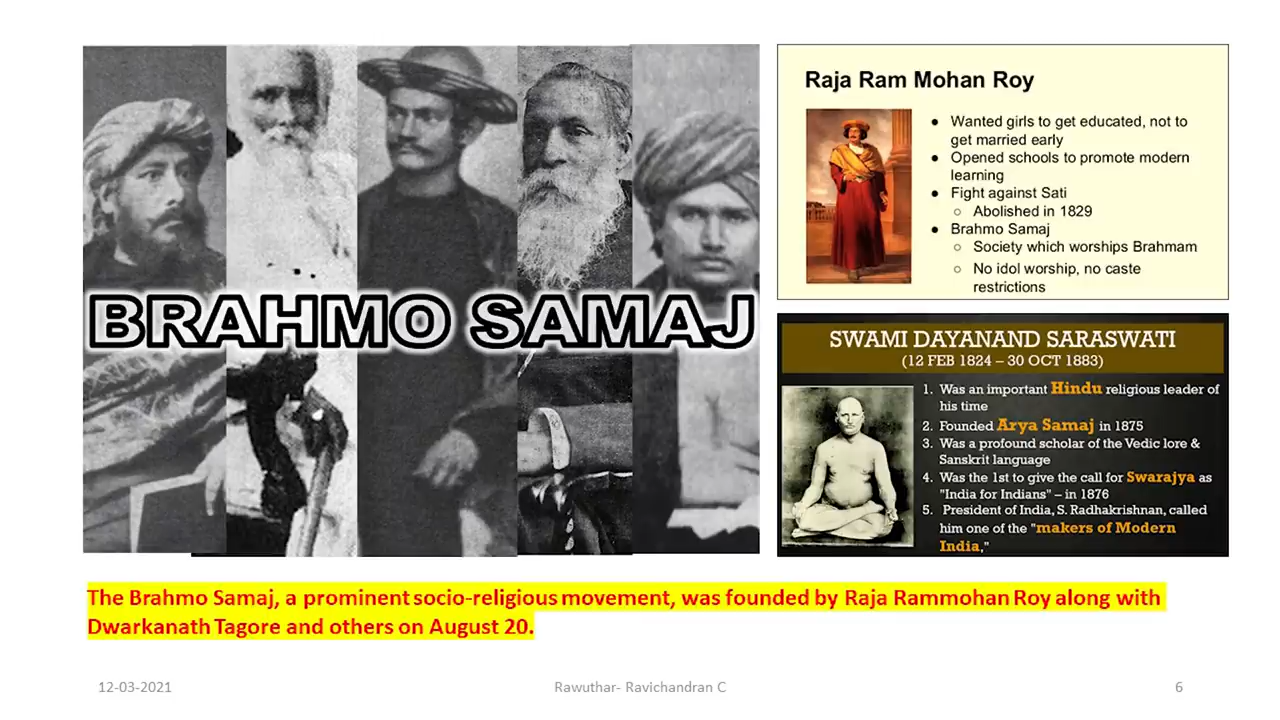 BRAHMO SAMAJ
Raja Ram Mohan Roy
● Wanted girls to get educated, not to
get married early
● Opened schools to promote modern
learning
● Fight against Sati
○ Abolished in 1829
● Brahmo Samaj
○ Society which worships Brahmam
○ No idol worship, no caste
restrictions
SWAMI DAYANAND SARASWATI
(12 FEB 1824 – 30 OCT 1883)
1. Was an important Hindu religious leader of
his time
2. Founded Arya Samaj in 1875
3. Was a profound scholar of the Vedic lore &
Sanskrit language
4. Was the 1st to give the call for Swarajya as
"India for Indians" – in 1876
5. President of India, S. Radhakrishnan, called
him one of the "makers of Modern
India,"
The Brahmo Samaj, a prominent socio-religious movement, was founded by Raja Rammohan Roy along with
Dwarkanath Tagore and others on August 20.
12-03-2021
Rawuthar- Ravichandran C
6